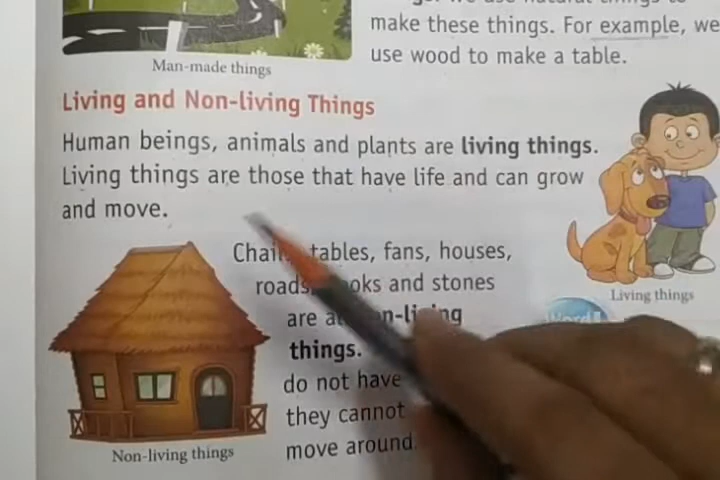 make these things. For example, we
use wood to make a table.
Man-made things
Living and Non-living Things
Human beings, animals and plants are living things.
Living things are those that have life and can grow
and move.
Living things
tables, fans, houses,
roads, and stones
are
things.
do not have
they cannot
move around
Non-living things